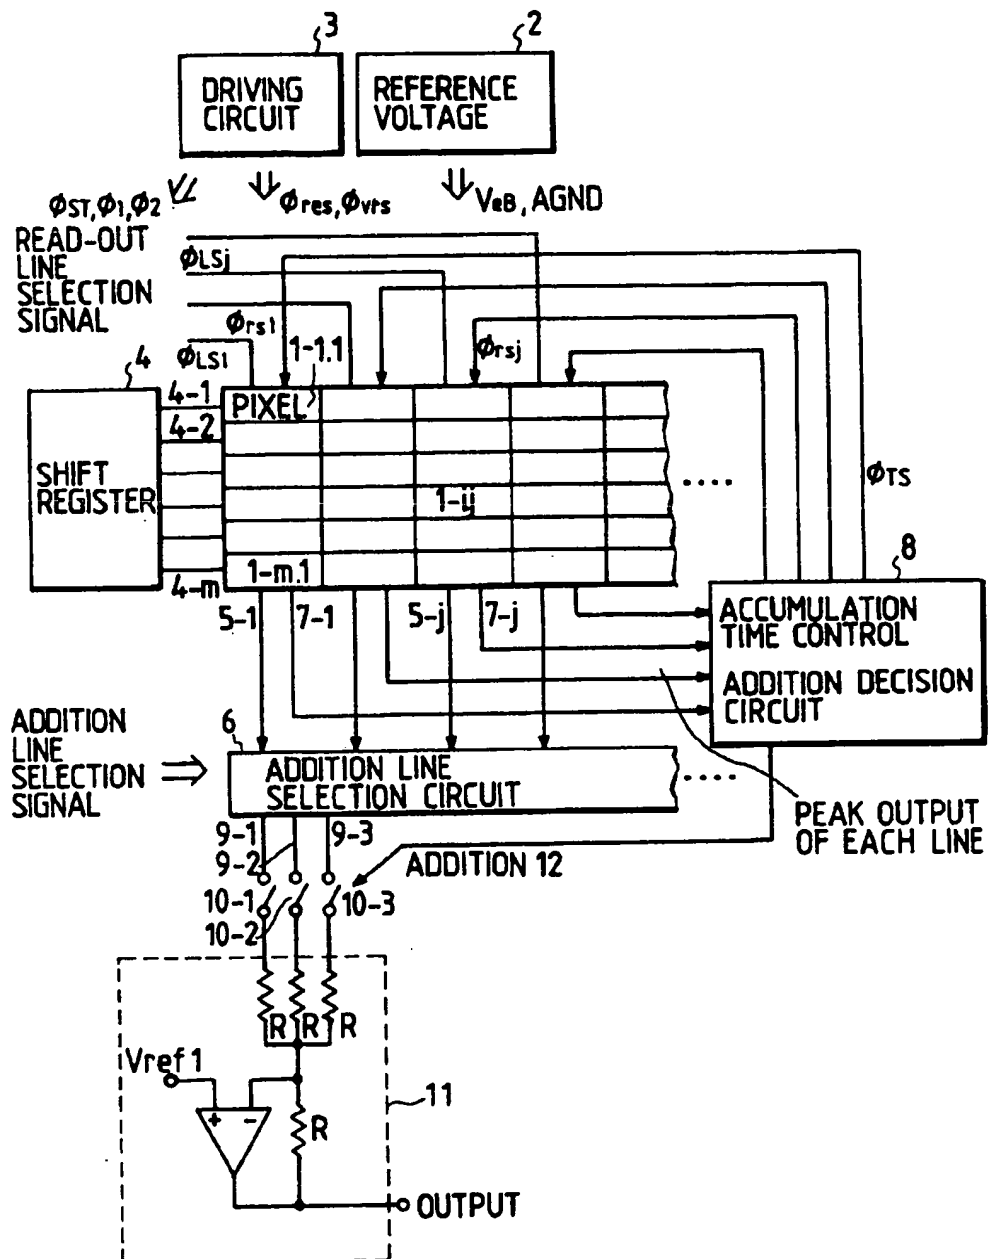 3
2
DRIVING
CIRCUIT
REFERENCE
VOLTAGE
φST,φ1,φ2
φres,φvrs
VeB, AGND
READ-OUT
LINE
SELECTION
SIGNAL
φLSj
φrs1
φLS1
1-1.1
φrsj
4
4-1
4-2
PIXEL
SHIFT
REGISTER
1-ij
....
φTS
1-m.1
4-m
8
5-1
7-1
5-j
7-j
ACCUMULATION
TIME CONTROL
ADDITION DECISION
CIRCUIT
ADDITION
LINE
SELECTION
SIGNAL
6
ADDITION LINE
SELECTION CIRCUIT
....
PEAK OUTPUT
OF EACH LINE
9-1
9-2
9-3
ADDITION 12
10-1
10-2
10-3
R R R
Vref 1
+ −
R
11
OUTPUT